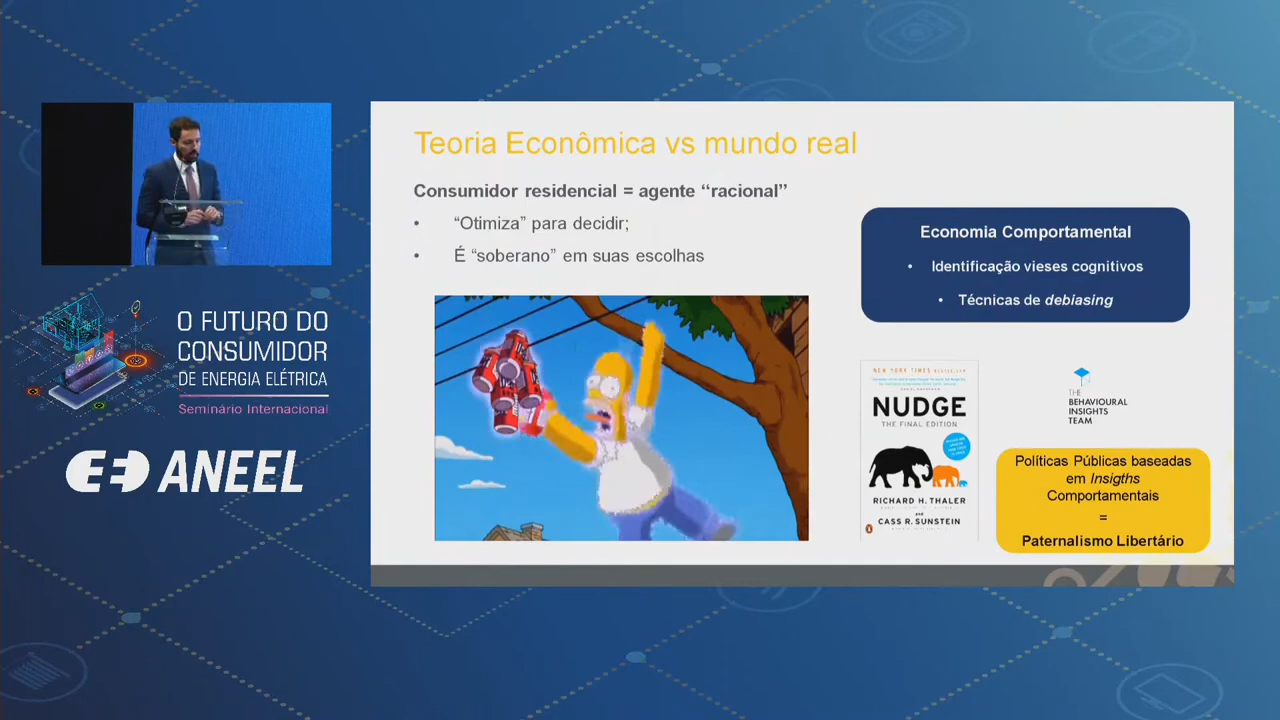 O FUTURO DO
CONSUMIDOR
DE ENERGIA ELÉTRICA
Seminário Internacional
ANEEL
Teoria Econômica vs mundo real
Consumidor residencial = agente “racional”
• “Otimiza” para decidir;
• É “soberano” em suas escolhas
Economia Comportamental
• Identificação vieses cognitivos
• Técnicas de debiasing
NEW YORK TIMES BESTSELLER
NUDGE
THE FINAL EDITION
RICHARD H. THALER
and
CASS R. SUNSTEIN
THE
BEHAVIOURAL
INSIGHTS
TEAM
Políticas Públicas baseadas
em Insigths
Comportamentais
=
Paternalismo Libertário